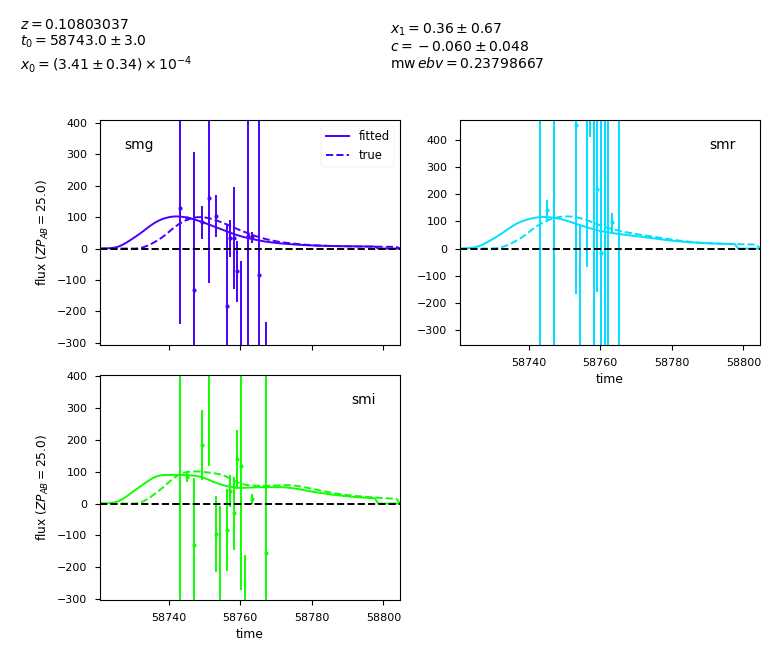 z = 0.10803037
t₀ = 58743.0 ± 3.0
x₀ = (3.41 ± 0.34) × 10⁻⁴
x₁ = 0.36 ± 0.67
c = −0.060 ± 0.048
mw ebv = 0.23798667
400
300
200
100
0
−100
−200
−300
flux (ZP_AB = 25.0)
smg
fitted
true
400
300
200
100
0
−100
−200
−300
smr
58740
58760
58780
58800
time
400
300
200
100
0
−100
−200
−300
flux (ZP_AB = 25.0)
smi
58740
58760
58780
58800
time